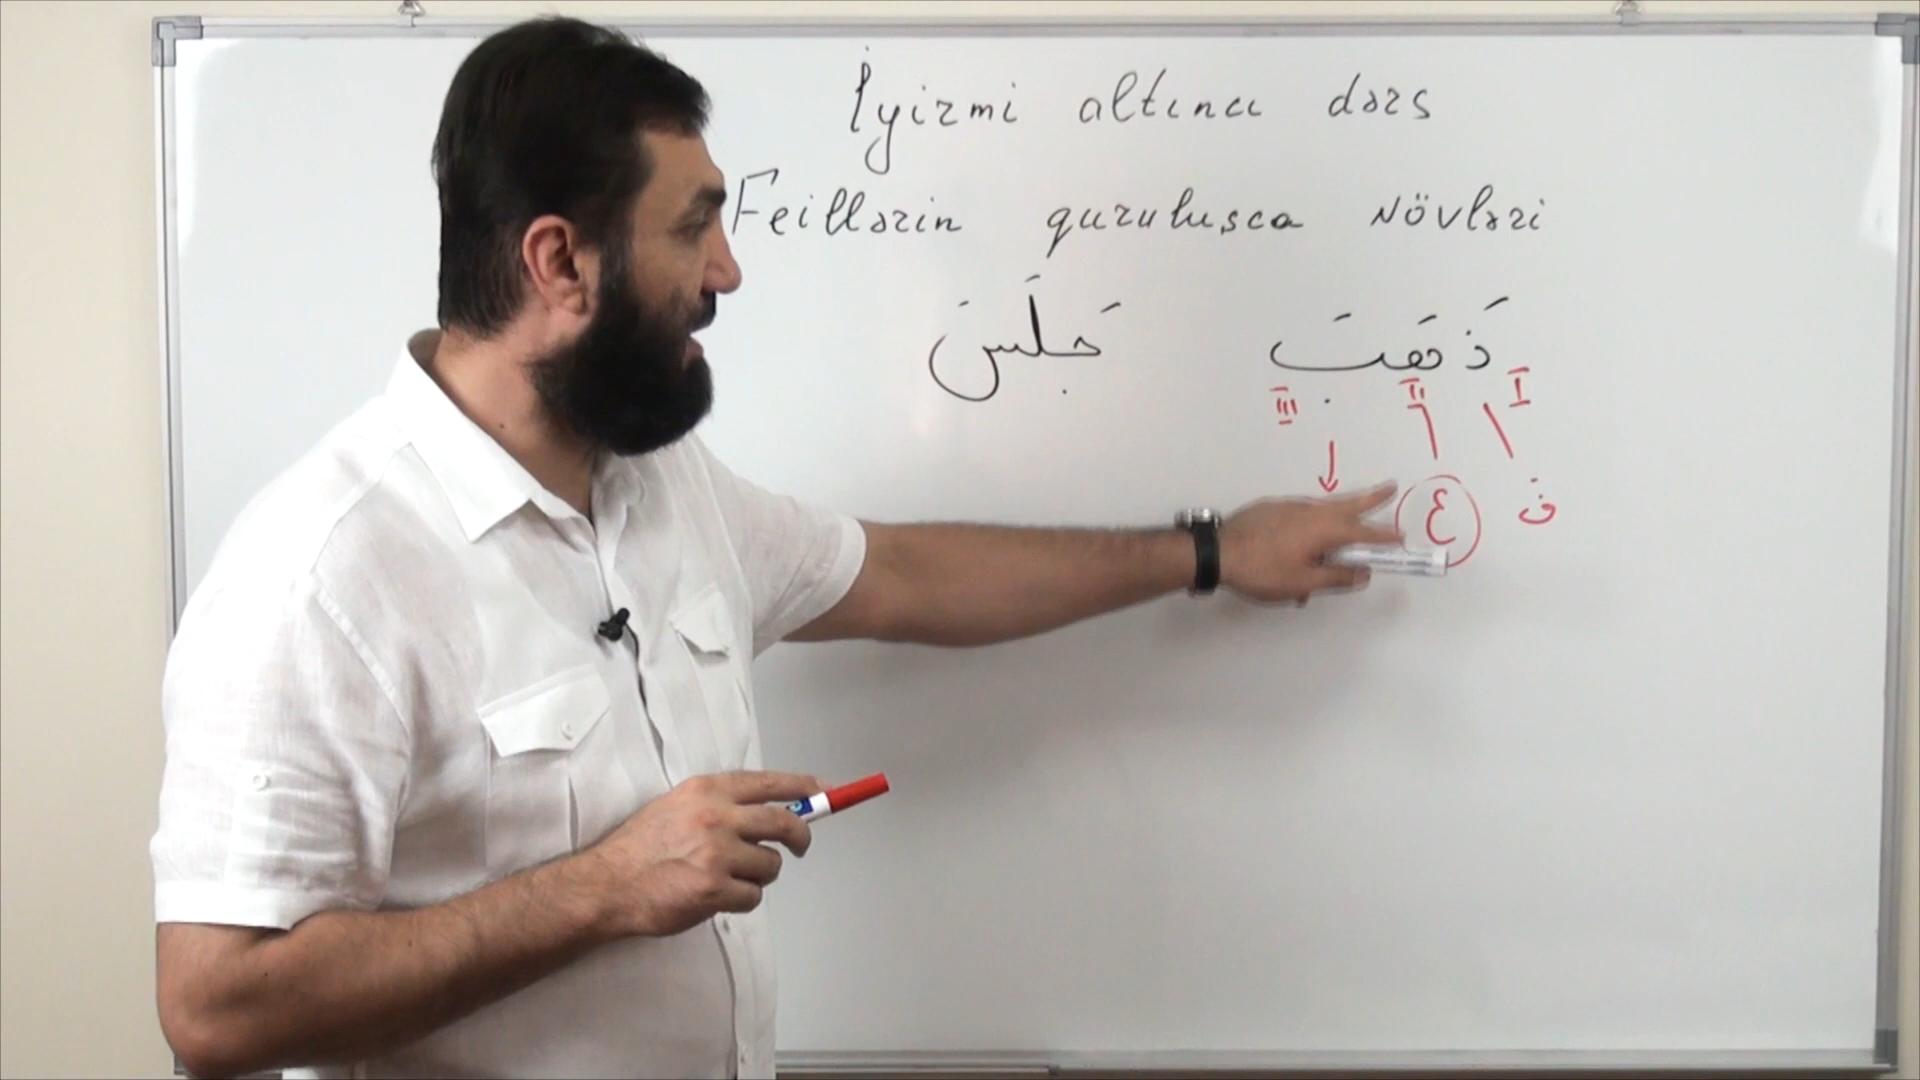 İyirmi altıncı dərs
Feillərin quruluşca növləri
ذَهَبَ جَلَسَ
I II III
ف ع